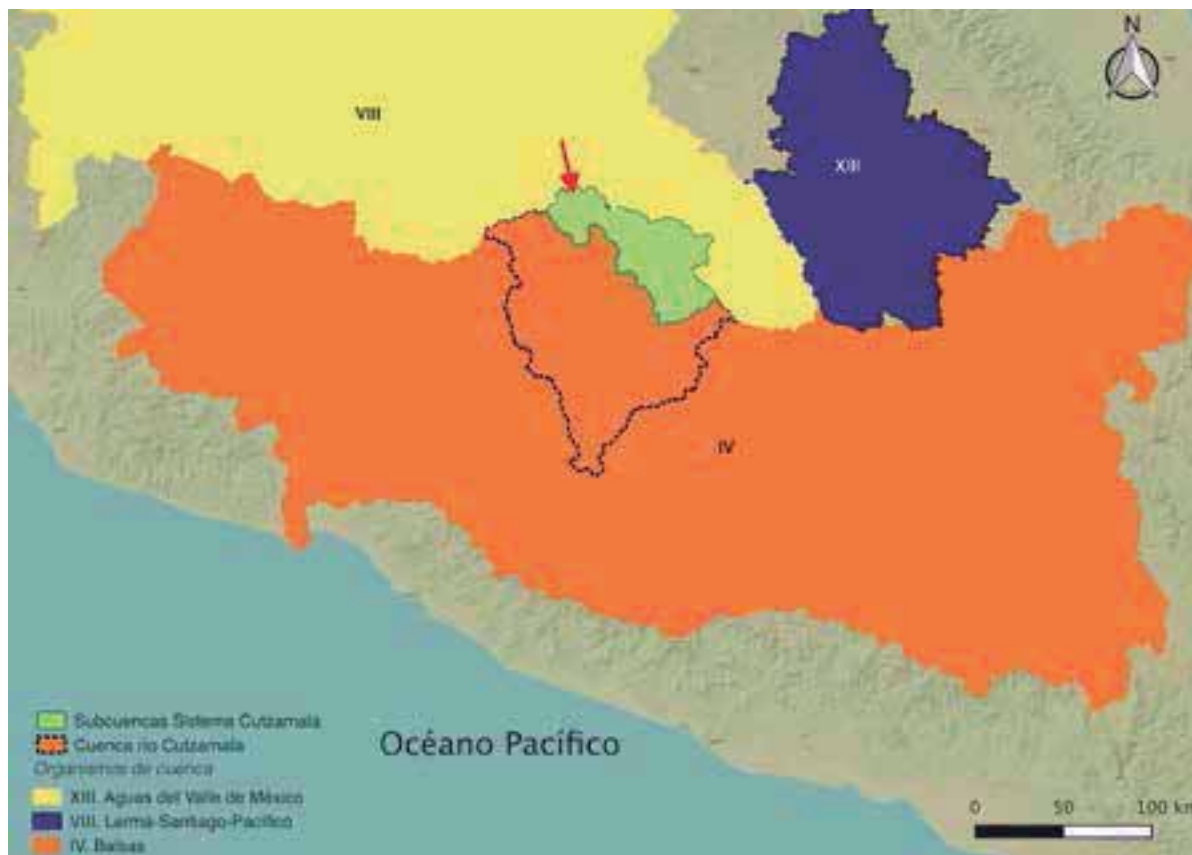 N
VIII
XIII
IV
Subcuencas Sistema Cutzamala
Cuenca río Cutzamala
Organismos de cuenca
XIII. Aguas del Valle de México
VIII. Lerma-Santiago-Pacífico
IV. Balsas
Océano Pacífico
0 50 100 km